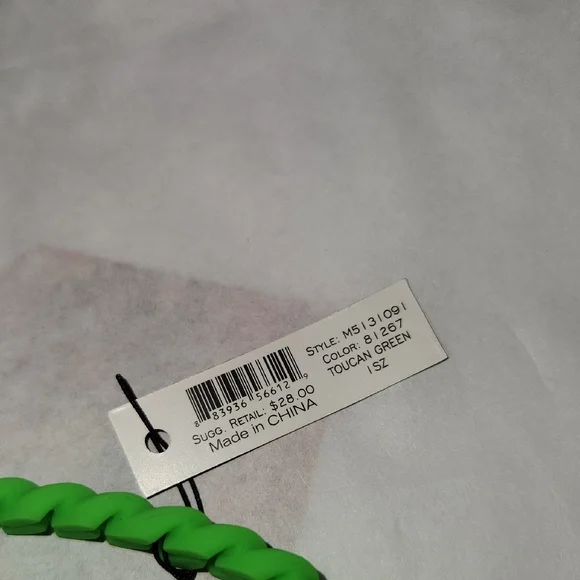 STYLE: M5131091
COLOR: 81267
TOUCAN GREEN
1SZ
8 83936 56612 9
SUGG. RETAIL: $28.00
Made in CHINA